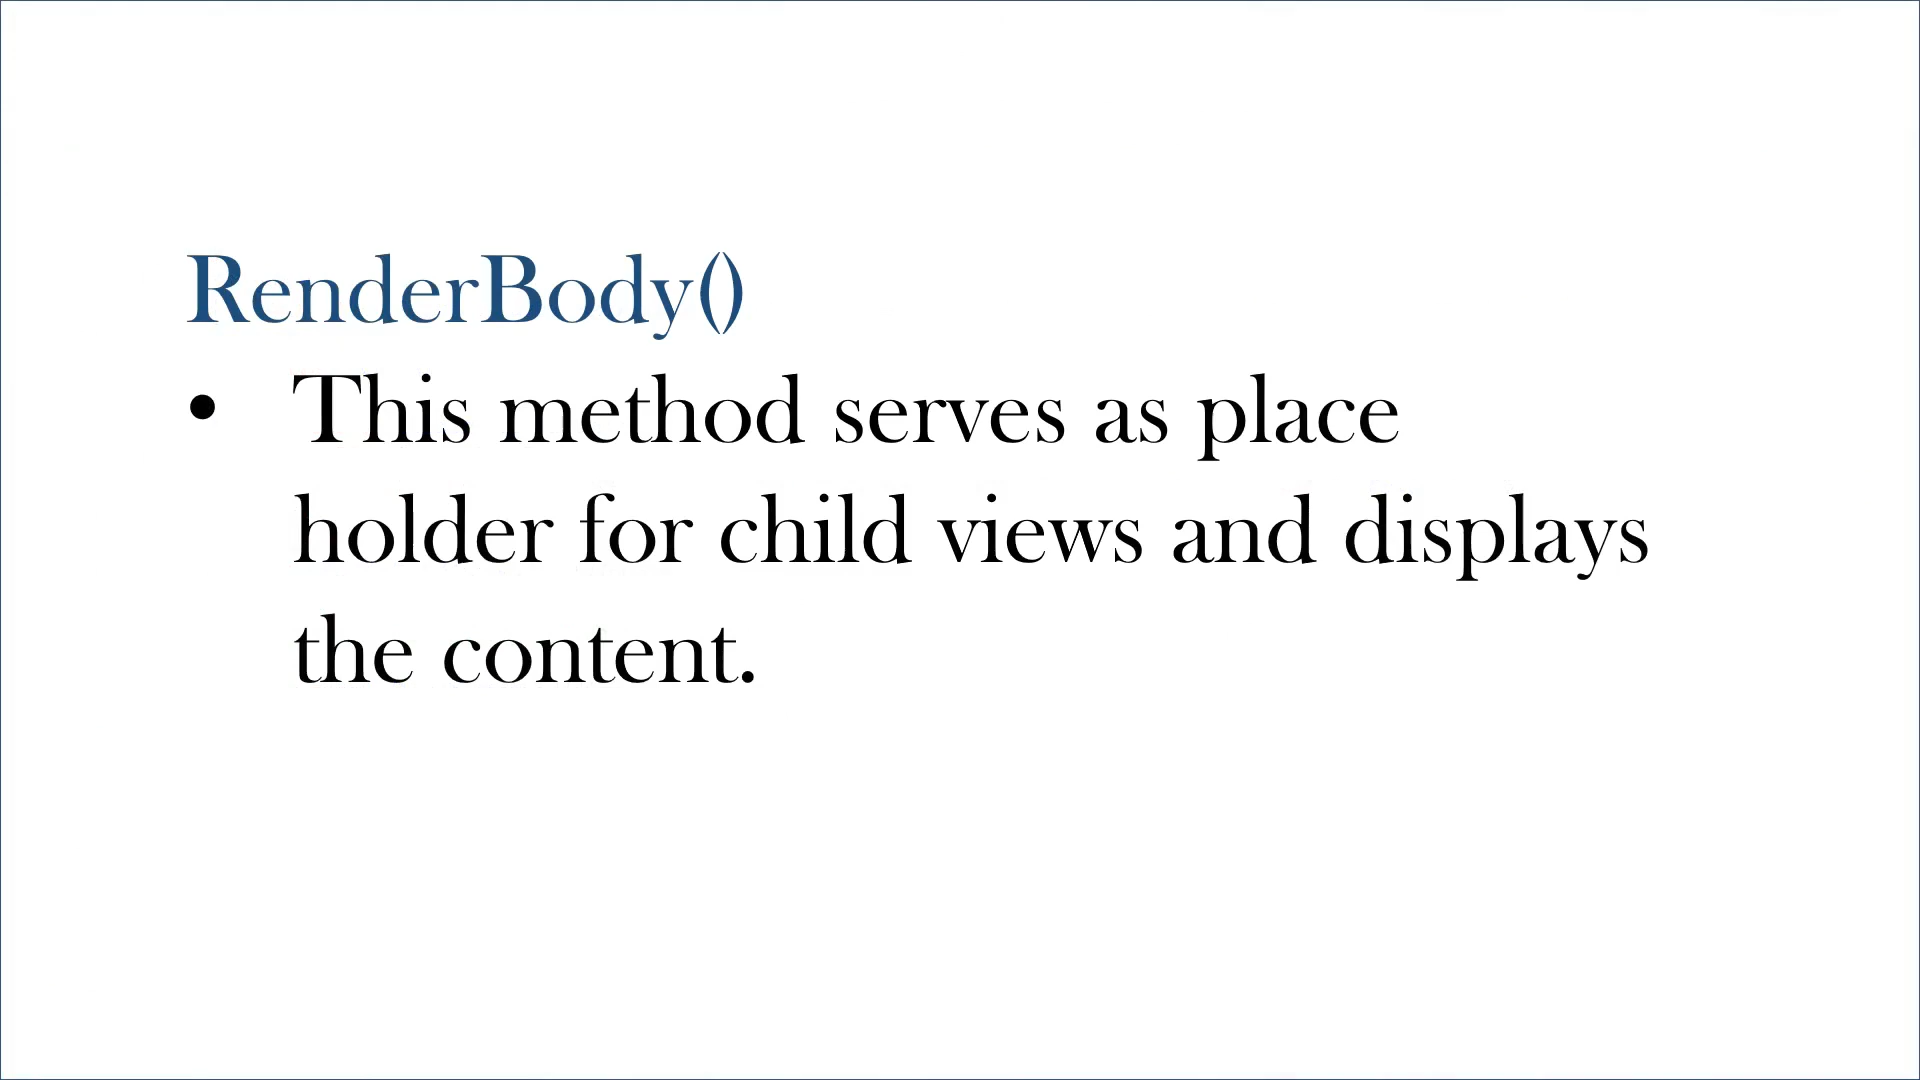 RenderBody()
• This method serves as place
holder for child views and displays
the content.